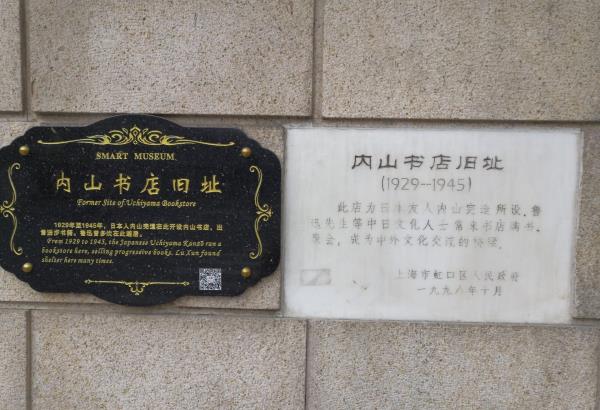 SMART MUSEUM
内山书店旧址
Former Site of Uchiyama Bookstore
1929年至1945年，日本人内山完造在此开设内山书店，出
售进步书籍。鲁迅曾多次在此避居。
From 1929 to 1945, the Japanese Uchiyama Kanzō ran a
bookstore here, selling progressive books. Lu Xun found
shelter here many times.
内山书店旧址
(1929--1945)
此店为日本友人内山完造所设，鲁
迅先生等中日文化人士常来书店购书、
聚会，成为中外文化交流的桥梁。
上海市虹口区人民政府
一九九八年十月